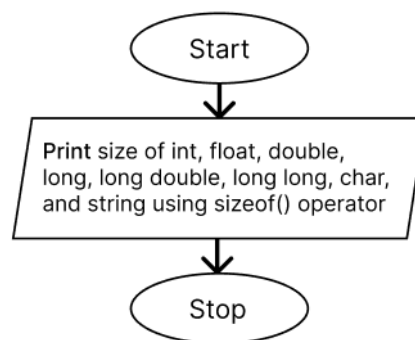 Start
Print size of int, float, double,
long, long double, long long, char,
and string using sizeof() operator
Stop